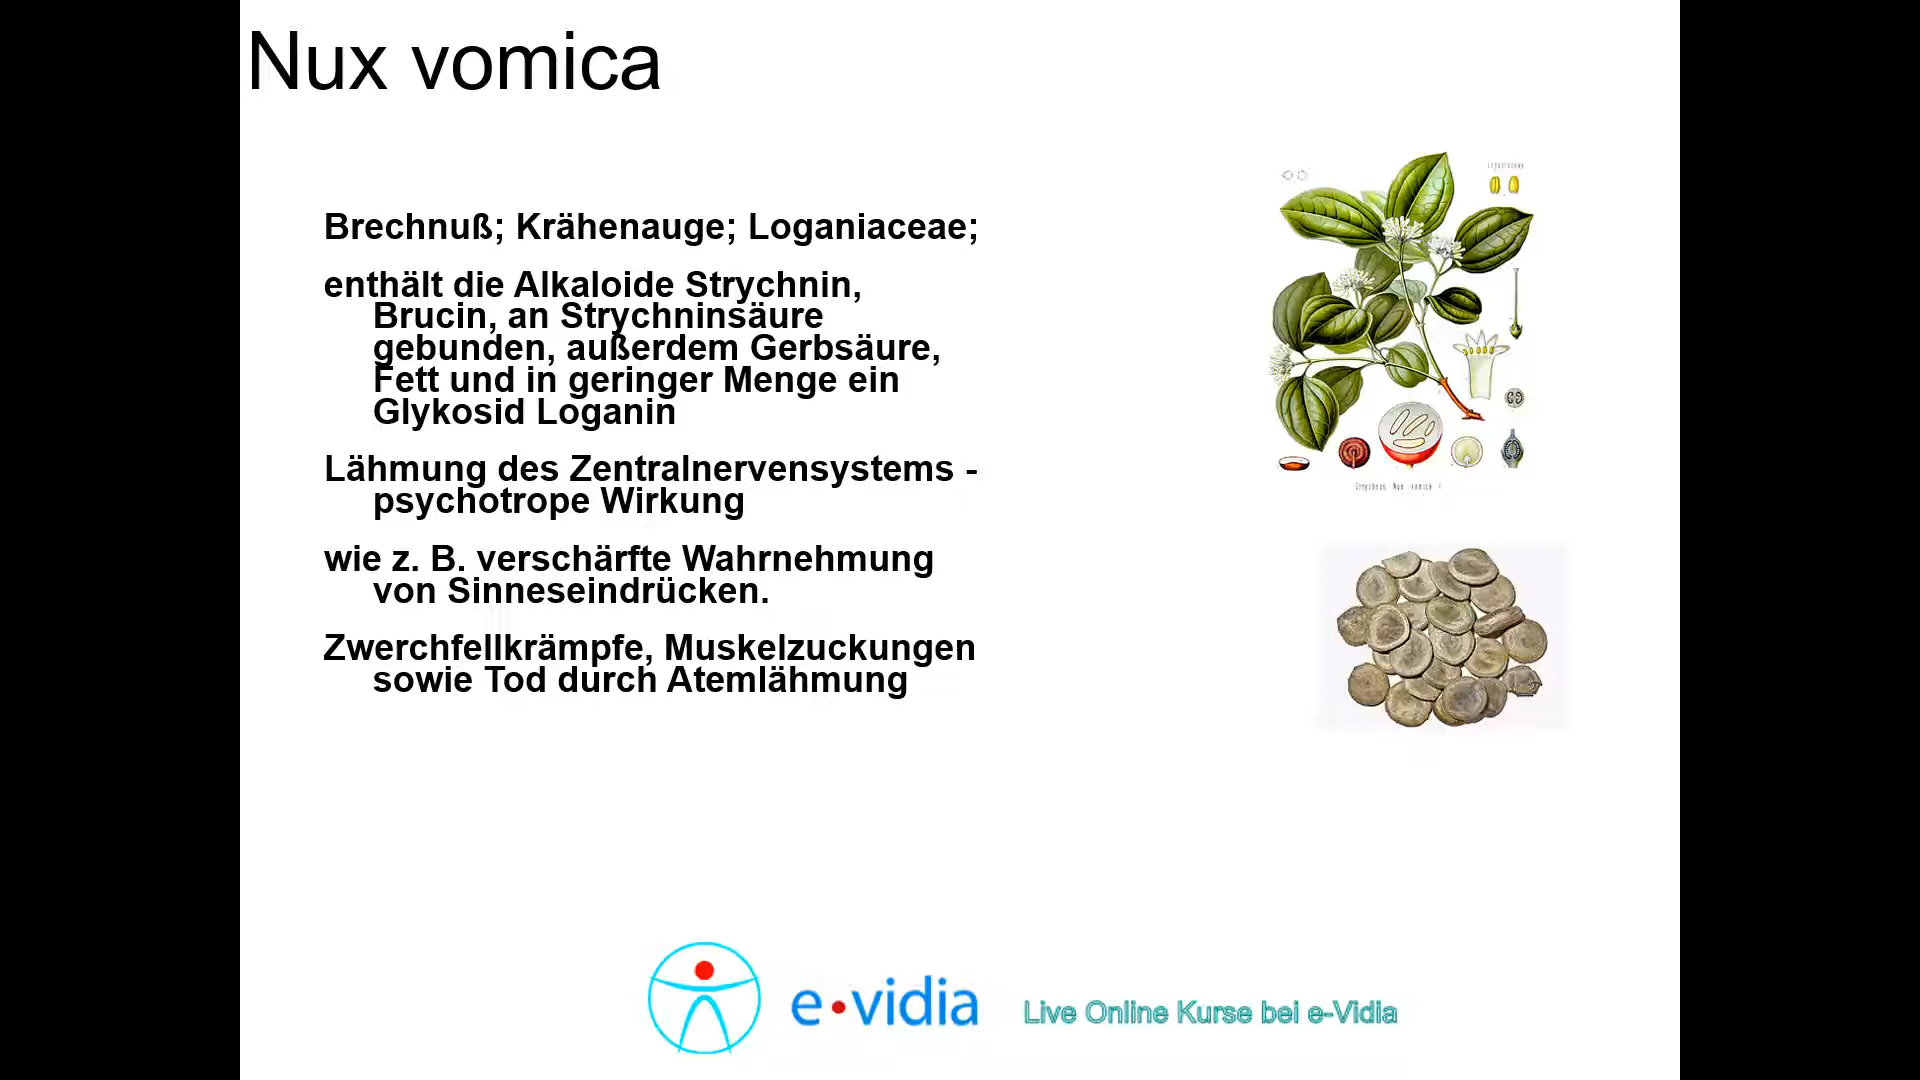 Nux vomica
Brechnuß; Krähenauge; Loganiaceae;
enthält die Alkaloide Strychnin,
Brucin, an Strychninsäure
gebunden, außerdem Gerbsäure,
Fett und in geringer Menge ein
Glykosid Loganin
Lähmung des Zentralnervensystems -
psychotrope Wirkung
wie z. B. verschärfte Wahrnehmung
von Sinneseindrücken.
Zwerchfellkrämpfe, Muskelzuckungen
sowie Tod durch Atemlähmung
e•vidia
Live Online Kurse bei e-Vidia